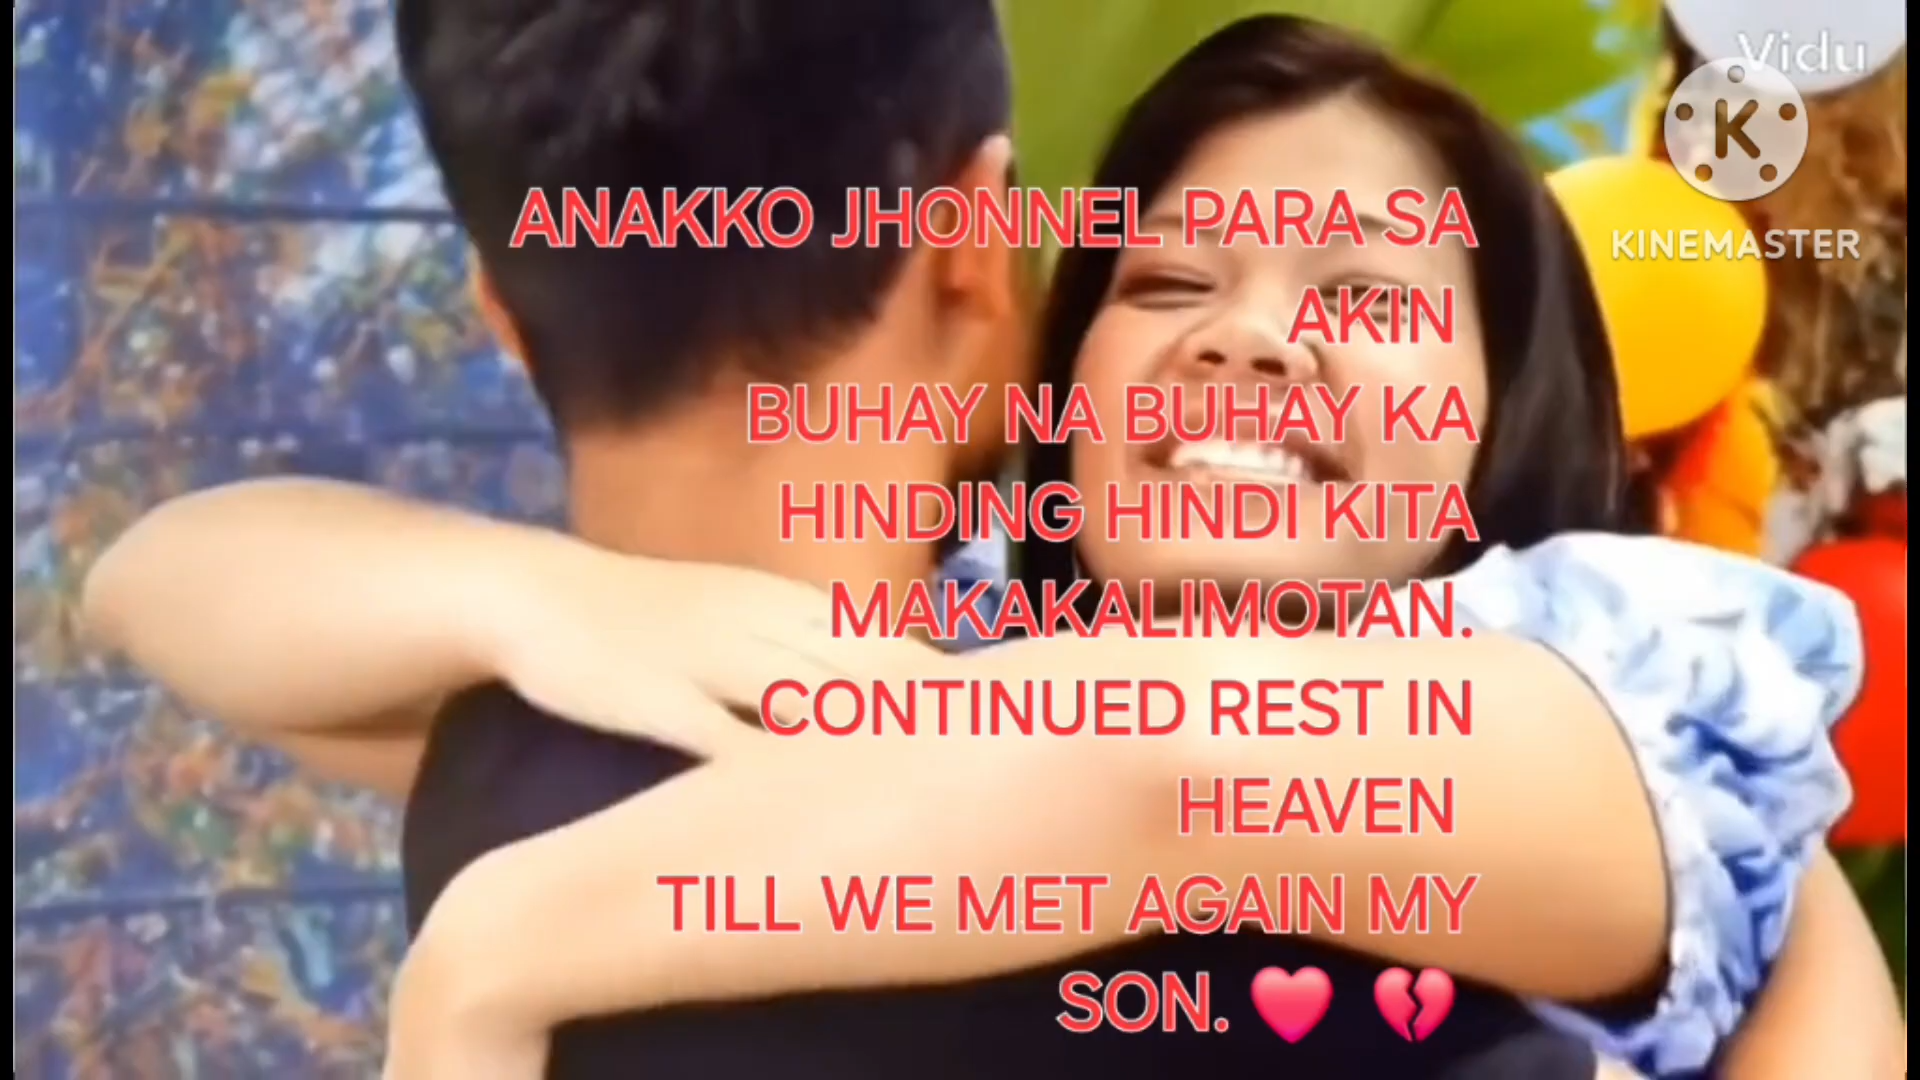 Vidu
K
KINEMASTER
ANAKKO JHONNEL PARA SA
AKIN
BUHAY NA BUHAY KA
HINDING HINDI KITA
MAKAKALIMOTAN.
CONTINUED REST IN
HEAVEN
TILL WE MET AGAIN MY
SON. ❤️ 💔